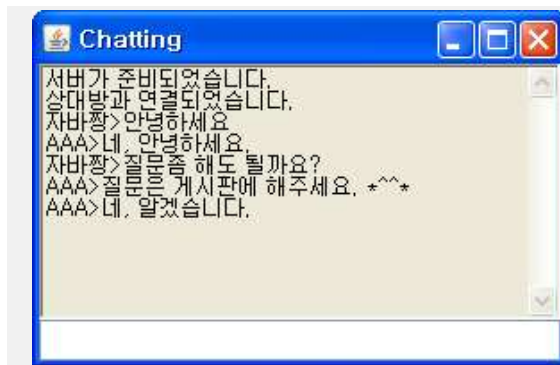 Chatting
서버가 준비되었습니다.
상대방과 연결되었습니다.
자바짱>안녕하세요
AAA>네, 안녕하세요.
자바짱>질문좀 해도 될까요?
AAA>질문은 게시판에 해주세요. *^^*
AAA>네, 알겠습니다.